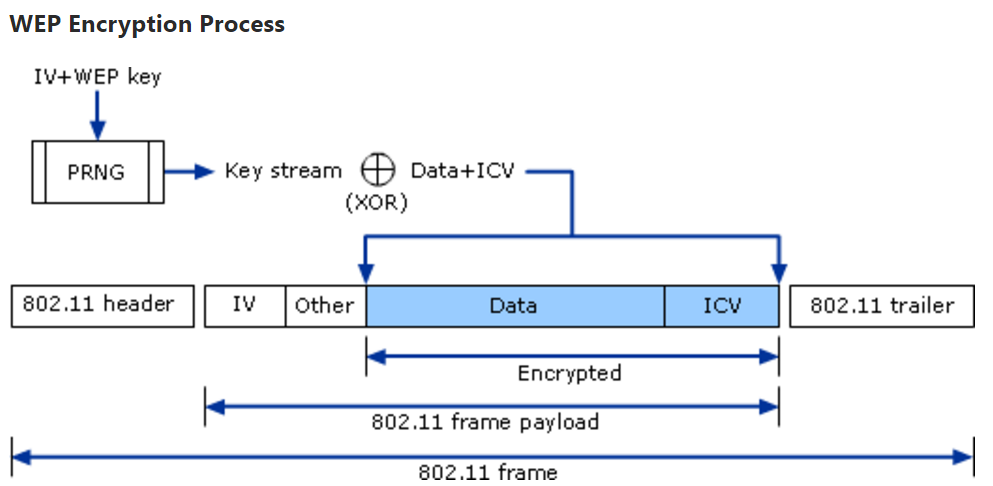 WEP Encryption Process
IV+WEP key
PRNG
Key stream
Data+ICV
(XOR)
802.11 header
IV
Other
Data
ICV
802.11 trailer
Encrypted
802.11 frame payload
802.11 frame